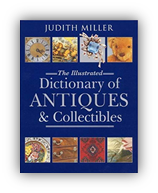 JUDITH MILLER
The Illustrated
Dictionary of
ANTIQUES
& Collectibles